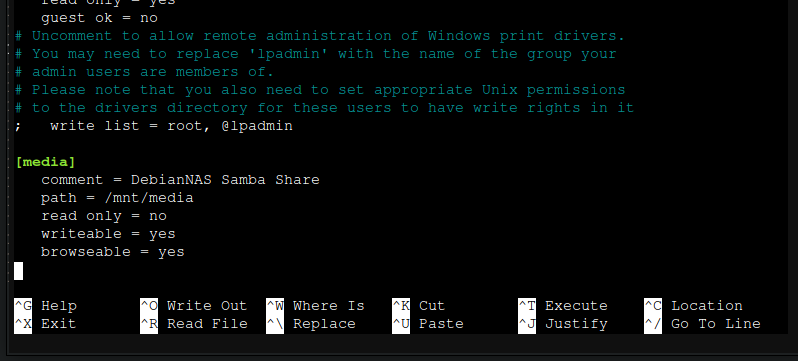 read only = yes
guest ok = no
# Uncomment to allow remote administration of Windows print drivers.
# You may need to replace 'lpadmin' with the name of the group your
# admin users are members of.
# Please note that you also need to set appropriate Unix permissions
# to the drivers directory for these users to have write rights in it
;   write list = root, @lpadmin
[media]
comment = DebianNAS Samba Share
path = /mnt/media
read only = no
writeable = yes
browseable = yes
^G Help ^O Write Out ^W Where Is ^K Cut ^T Execute ^C Location
^X Exit ^R Read File ^\ Replace ^U Paste ^J Justify ^/ Go To Line